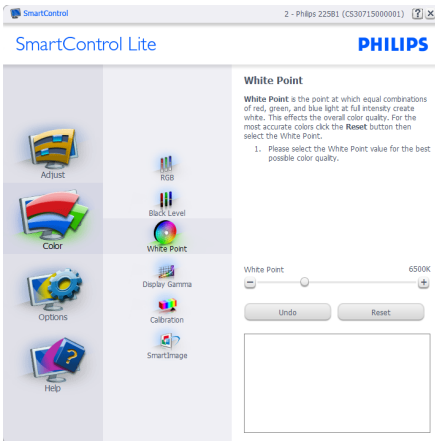 SmartControl
2 - Philips 225B1 (CS30715000001)
SmartControl Lite
PHILIPS
Adjust
Color
Options
Help
RGB
Black Level
White Point
Display Gamma
Calibration
SmartImage
White Point
White Point is the point at which equal combinations
of red, green, and blue light at full intensity create
white. This effects the overall color quality. For the
most accurate colors click the Reset button then
select the White Point.
1. Please select the White Point value for the best
possible color quality.
White Point 6500K
Undo
Reset